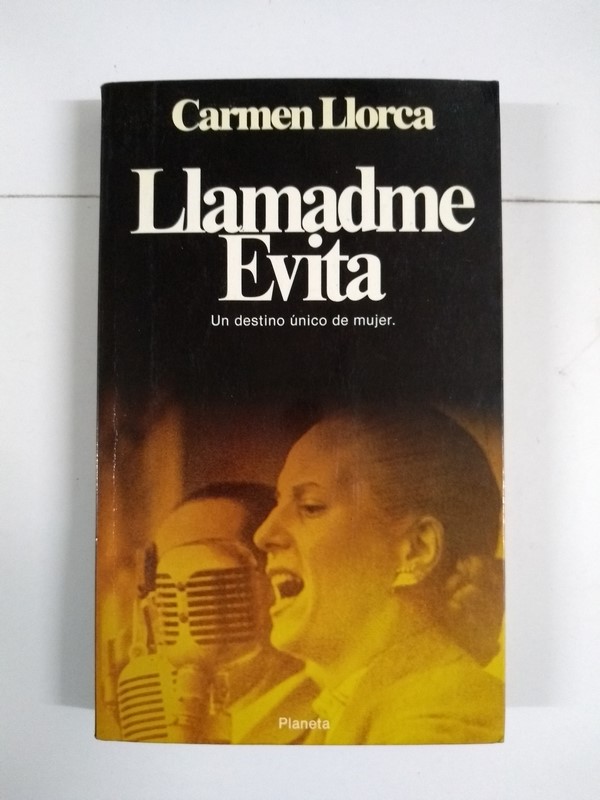 Carmen Llorca
Llamadme
Evita
Un destino único de mujer.
Planeta